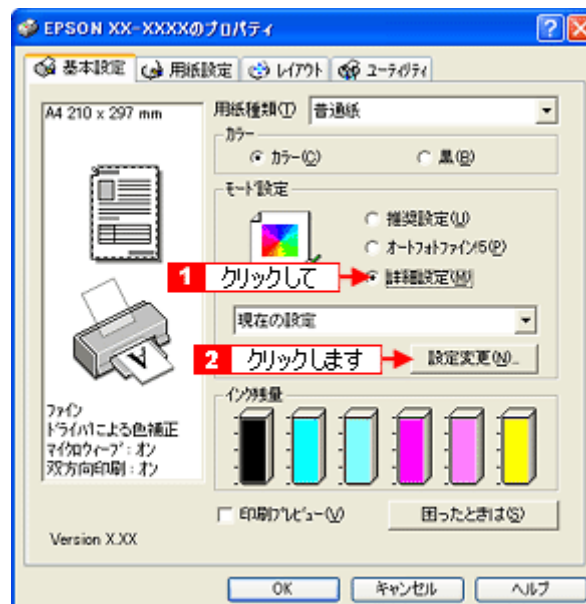 EPSON XX-XXXXのプロパティ
基本設定 用紙設定 レイアウト ユーティリティ
A4 210 x 297 mm
用紙種類(T) 普通紙
カラー
カラー(C) 黒(B)
モード設定
推奨設定(U)
オートフォトファイン!5(P)
1 クリックして 詳細設定(M)
現在の設定
2 クリックします 設定変更(N)...
インク残量
ファイン
ドライバによる色補正
マイクロウィーブ : オン
双方向印刷 : オン
印刷プレビュー(V) 困ったときは(S)
Version X.XX
OK キャンセル ヘルプ